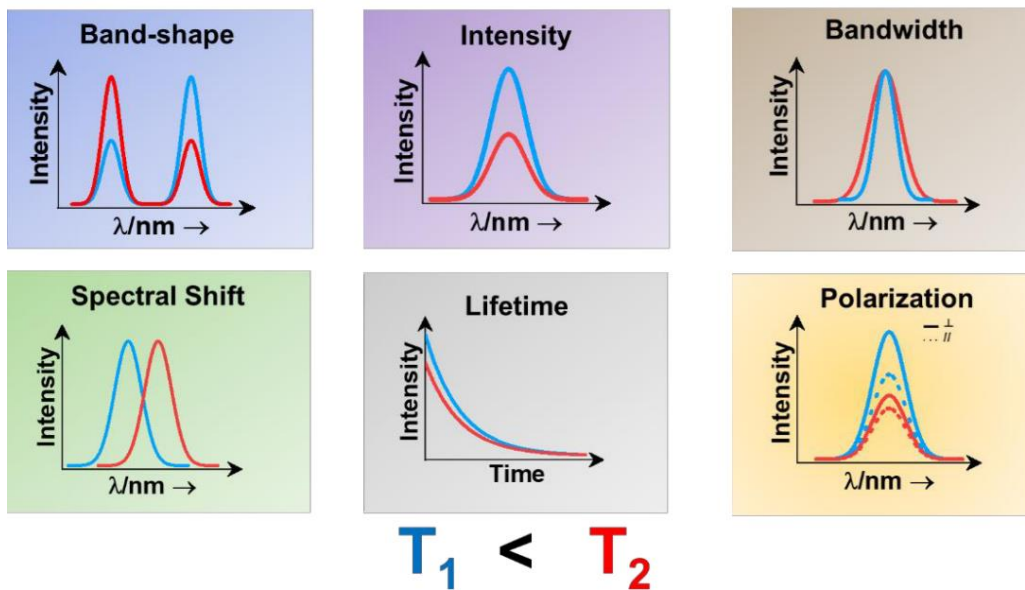 Band-shape
Intensity
λ/nm →
Intensity
Intensity
λ/nm →
Bandwidth
Intensity
λ/nm →
Spectral Shift
Intensity
λ/nm →
Lifetime
Intensity
Time
Polarization
— ⊥
... //
Intensity
λ/nm →
T₁ < T₂